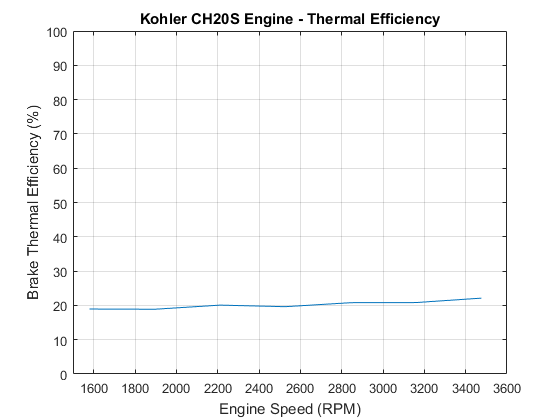 Kohler CH20S Engine - Thermal Efficiency
Brake Thermal Efficiency (%)
100
90
80
70
60
50
40
30
20
10
0
1600 1800 2000 2200 2400 2600 2800 3000 3200 3400 3600
Engine Speed (RPM)